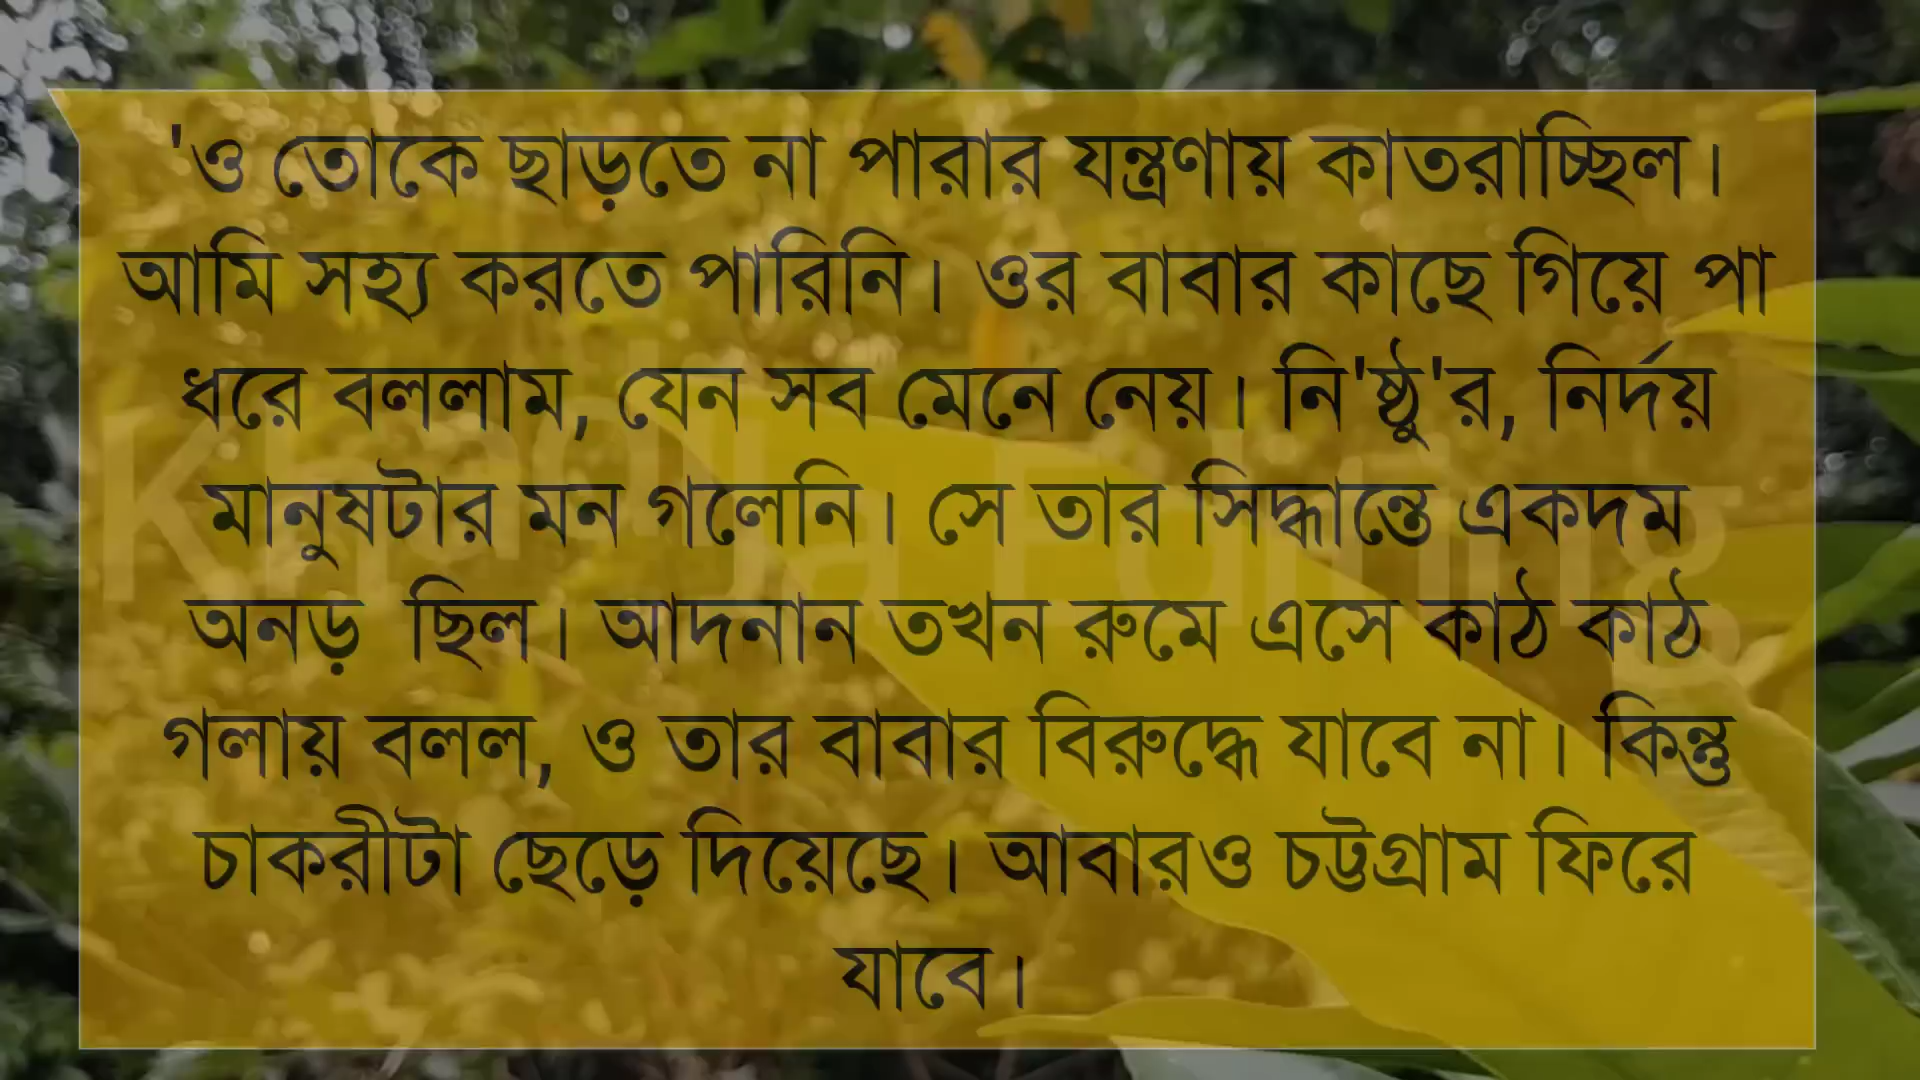 'ও তোকে ছাড়তে না পারার যন্ত্রণায় কাতরাচ্ছিল।
আমি সহ্য করতে পারিনি। ওর বাবার কাছে গিয়ে পা
ধরে বললাম, যেন সব মেনে নেয়। নি'ষ্ঠু'র, নির্দয়
মানুষটার মন গলেনি। সে তার সিদ্ধান্তে একদম
অনড় ছিল। আদনান তখন রুমে এসে কাঠ কাঠ
গলায় বলল, ও তার বাবার বিরুদ্ধে যাবে না। কিন্তু
চাকরীটা ছেড়ে দিয়েছে। আবারও চট্টগ্রাম ফিরে
যাবে।